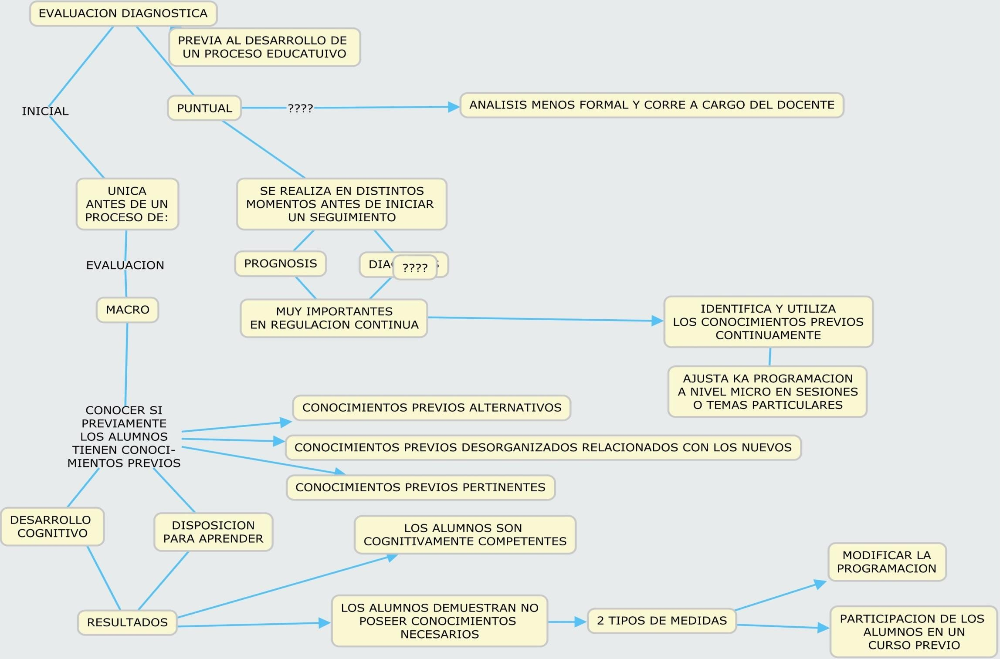 EVALUACION DIAGNOSTICA
PREVIA AL DESARROLLO DE
UN PROCESO EDUCATUIVO
INICIAL
PUNTUAL
????
ANALISIS MENOS FORMAL Y CORRE A CARGO DEL DOCENTE
UNICA
ANTES DE UN
PROCESO DE:
SE REALIZA EN DISTINTOS
MOMENTOS ANTES DE INICIAR
UN SEGUIMIENTO
EVALUACION
PROGNOSIS
????
MACRO
MUY IMPORTANTES
EN REGULACION CONTINUA
IDENTIFICA Y UTILIZA
LOS CONOCIMIENTOS PREVIOS
CONTINUAMENTE
AJUSTA KA PROGRAMACION
A NIVEL MICRO EN SESIONES
O TEMAS PARTICULARES
CONOCER SI
PREVIAMENTE
LOS ALUMNOS
TIENEN CONOCI-
MIENTOS PREVIOS
CONOCIMIENTOS PREVIOS ALTERNATIVOS
CONOCIMIENTOS PREVIOS DESORGANIZADOS RELACIONADOS CON LOS NUEVOS
CONOCIMIENTOS PREVIOS PERTINENTES
DESARROLLO
COGNITIVO
DISPOSICION
PARA APRENDER
LOS ALUMNOS SON
COGNITIVAMENTE COMPETENTES
RESULTADOS
LOS ALUMNOS DEMUESTRAN NO
POSEER CONOCIMIENTOS
NECESARIOS
2 TIPOS DE MEDIDAS
MODIFICAR LA
PROGRAMACION
PARTICIPACION DE LOS
ALUMNOS EN UN
CURSO PREVIO